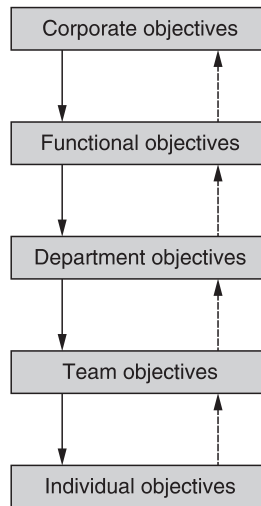 Corporate objectives
Functional objectives
Department objectives
Team objectives
Individual objectives